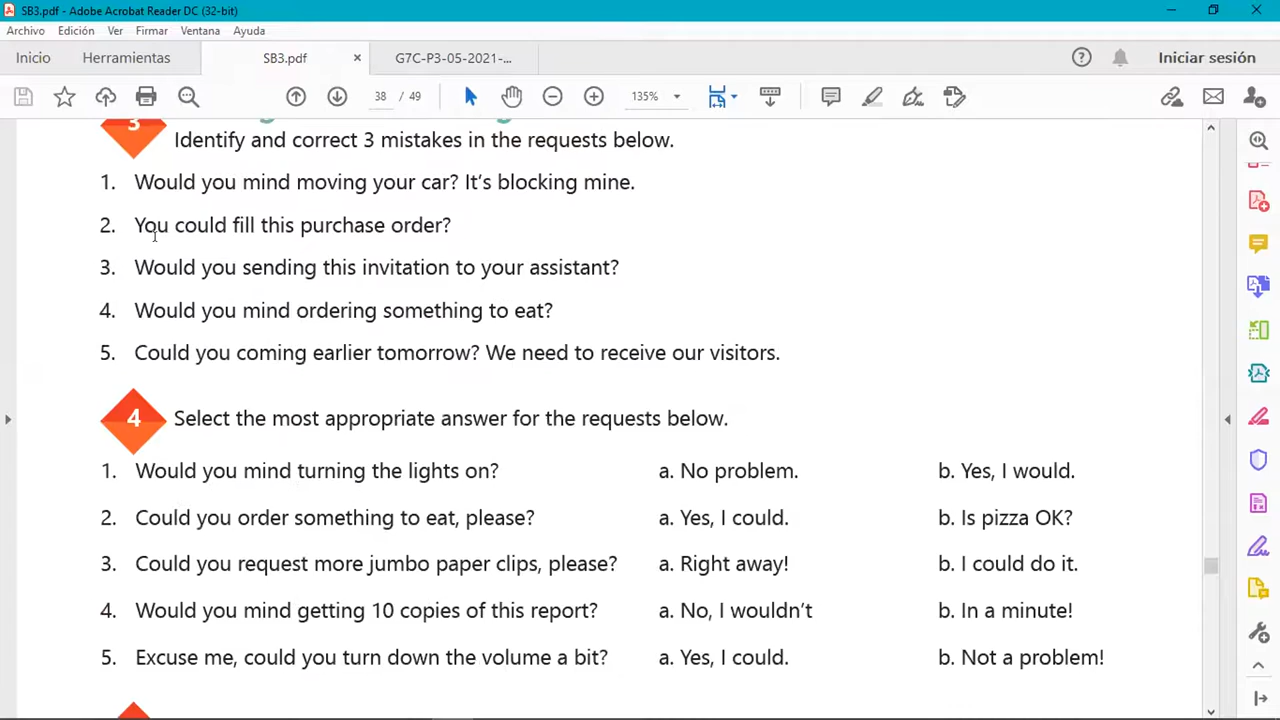 SB3.pdf - Adobe Acrobat Reader DC (32-bit)
Archivo Edición Ver Firmar Ventana Ayuda
Inicio Herramientas SB3.pdf × G7C-P3-05-2021-... Iniciar sesión
38 / 49 135%
3
Identify and correct 3 mistakes in the requests below.
1. Would you mind moving your car? It's blocking mine.
2. You could fill this purchase order?
3. Would you sending this invitation to your assistant?
4. Would you mind ordering something to eat?
5. Could you coming earlier tomorrow? We need to receive our visitors.
4 Select the most appropriate answer for the requests below.
1. Would you mind turning the lights on? a. No problem. b. Yes, I would.
2. Could you order something to eat, please? a. Yes, I could. b. Is pizza OK?
3. Could you request more jumbo paper clips, please? a. Right away! b. I could do it.
4. Would you mind getting 10 copies of this report? a. No, I wouldn't b. In a minute!
5. Excuse me, could you turn down the volume a bit? a. Yes, I could. b. Not a problem!